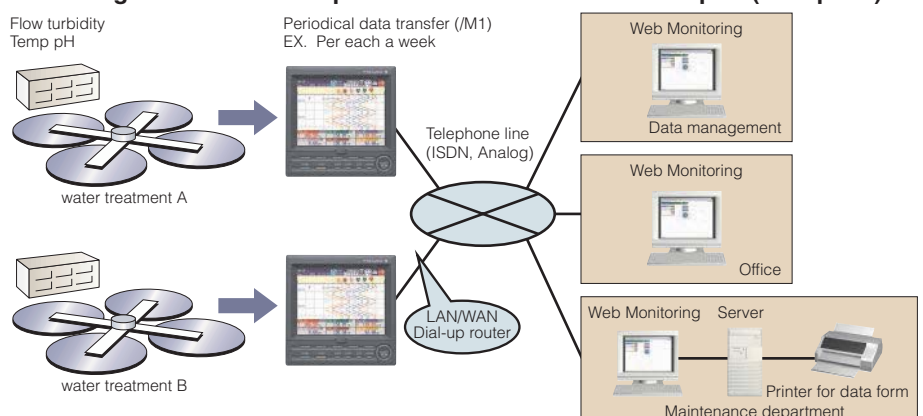 Flow turbidity
Temp pH
Periodical data transfer (/M1)
EX. Per each a week
water treatment A
water treatment B
Telephone line
(ISDN, Analog)
LAN/WAN
Dial-up router
Web Monitoring
Data management
Web Monitoring
Office
Web Monitoring
Server
Printer for data form
Maintenance department